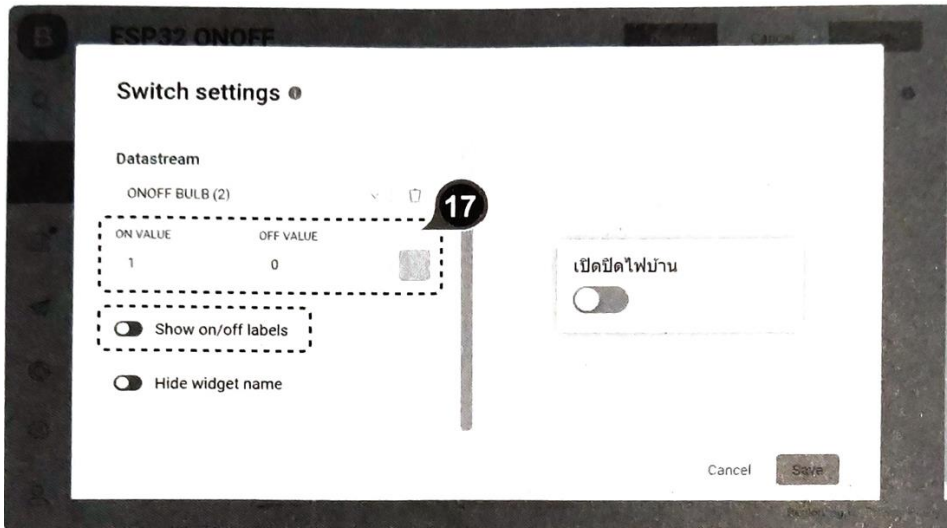 B
ESP32 ONOFF
Cancel
Switch settings
Datastream
ONOFF BULB (2)
17
ON VALUE OFF VALUE
1 0
Show on/off labels
Hide widget name
เปิดปิดไฟบ้าน
Cancel Save